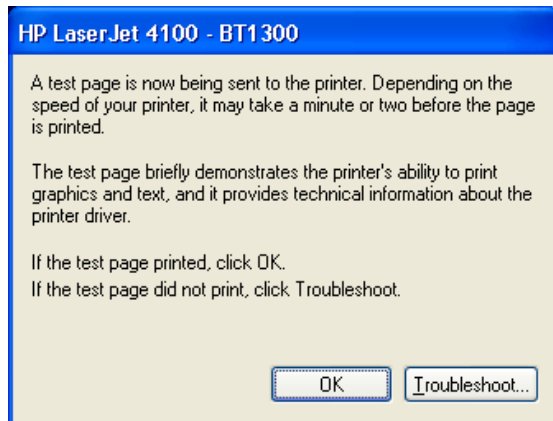 HP LaserJet 4100 - BT1300
A test page is now being sent to the printer. Depending on the
speed of your printer, it may take a minute or two before the page
is printed.
The test page briefly demonstrates the printer's ability to print
graphics and text, and it provides technical information about the
printer driver.
If the test page printed, click OK.
If the test page did not print, click Troubleshoot.
OK
Troubleshoot...